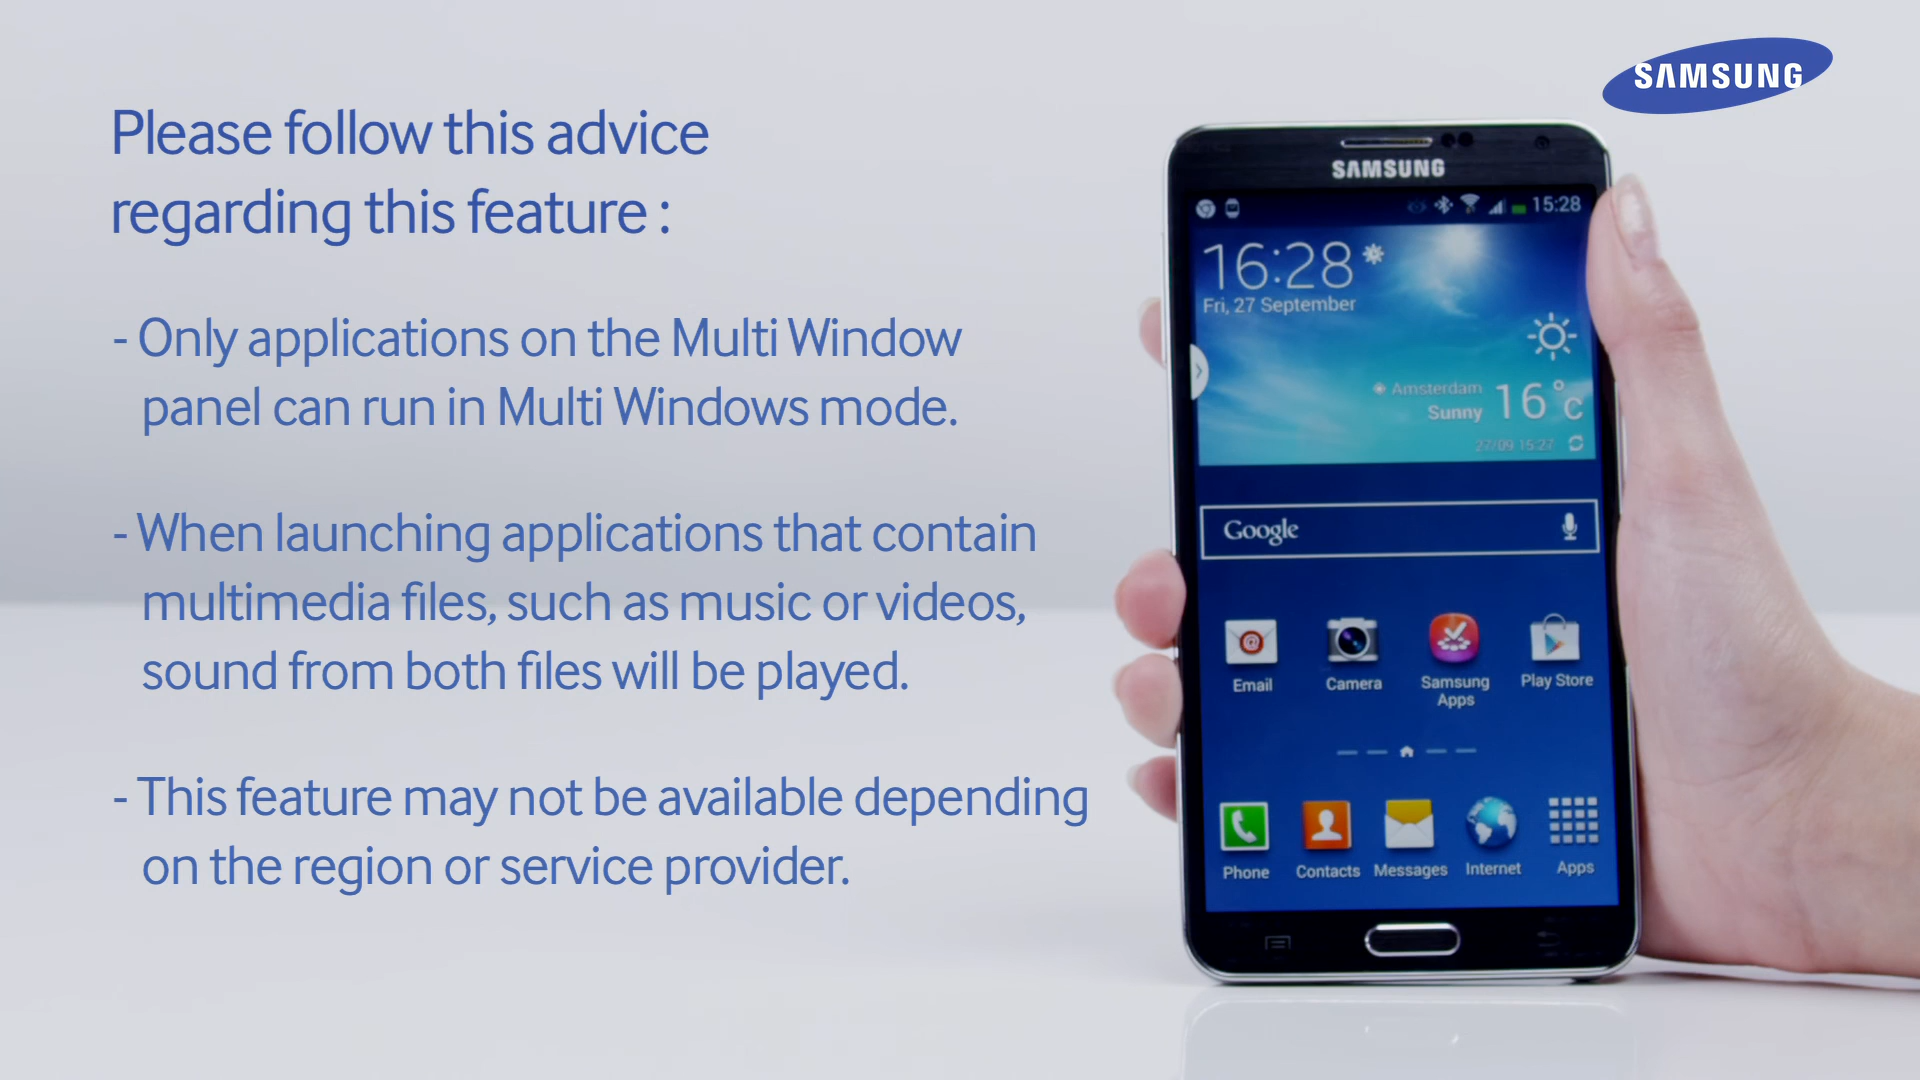 SAMSUNG
Please follow this advice
regarding this feature :
- Only applications on the Multi Window
panel can run in Multi Windows mode.
- When launching applications that contain
multimedia files, such as music or videos,
sound from both files will be played.
- This feature may not be available depending
on the region or service provider.
SAMSUNG
15:28
16:28
Fri, 27 September
Amsterdam
Sunny
16°C
27/09 15:27
Google
Email
Camera
Samsung
Apps
Play Store
Phone
Contacts
Messages
Internet
Apps